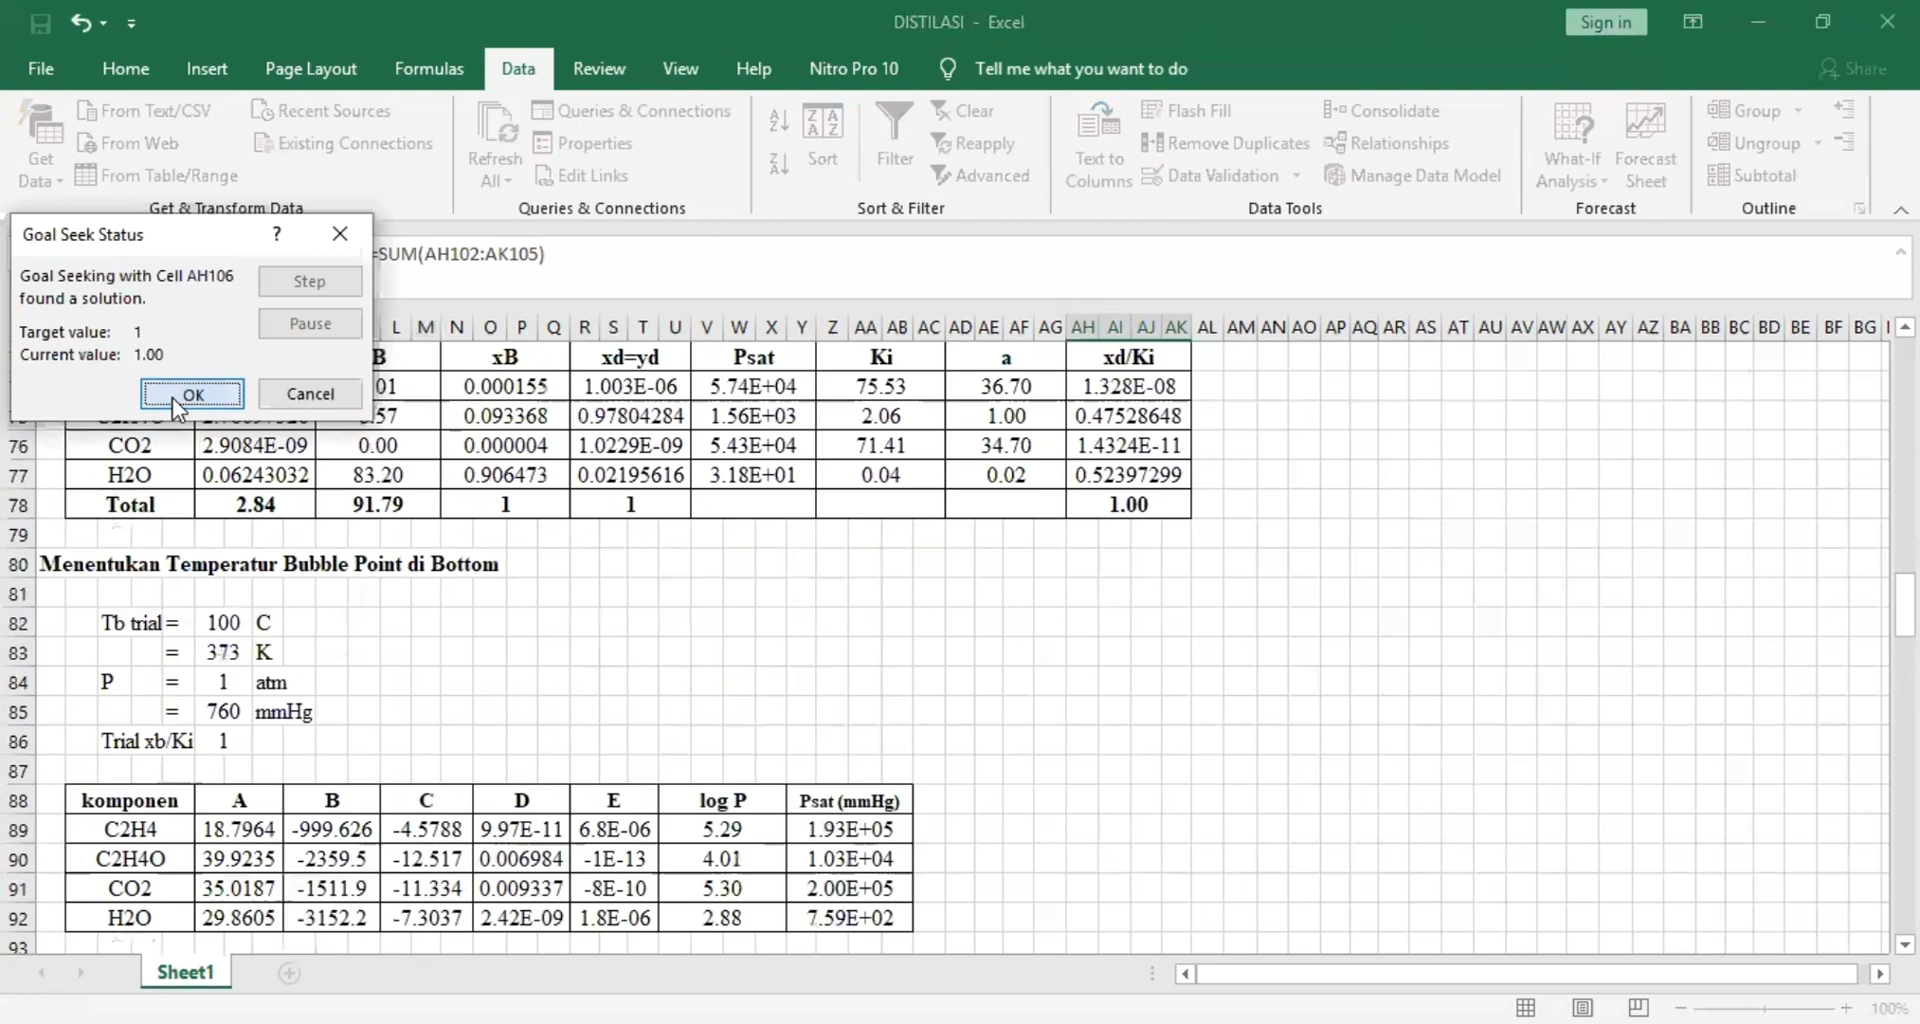 DISTILASI - Excel
Sign in
File Home Insert Page Layout Formulas Data Review View Help Nitro Pro 10 Tell me what you want to do Share
Get Data
From Text/CSV
From Web
From Table/Range
Recent Sources
Existing Connections
Get & Transform Data
Refresh All
Queries & Connections
Properties
Edit Links
Queries & Connections
Sort
Filter
Clear
Reapply
Advanced
Sort & Filter
Text to Columns
Flash Fill
Remove Duplicates
Data Validation
Consolidate
Relationships
Manage Data Model
Data Tools
What-If Analysis
Forecast Sheet
Forecast
Group
Ungroup
Subtotal
Outline
Goal Seek Status ?
Goal Seeking with Cell AH106
found a solution.
Target value: 1
Current value: 1.00
Step
Pause
OK
Cancel
=SUM(AH102:AK105)
L M N O P Q R S T U V W X Y Z AA AB AC AD AE AF AG AH AI AJ AK AL AM AN AO AP AQ AR AS AT AU AV AW AX AY AZ BA BB BC BD BE BF BG
B xB xd=yd Psat Ki a xd/Ki
01 0.000155 1.003E-06 5.74E+04 75.53 36.70 1.328E-08
.57 0.093368 0.97804284 1.56E+03 2.06 1.00 0.47528648
76 CO2 2.9084E-09 0.00 0.000004 1.0229E-09 5.43E+04 71.41 34.70 1.4324E-11
77 H2O 0.06243032 83.20 0.906473 0.02195616 3.18E+01 0.04 0.02 0.52397299
78 Total 2.84 91.79 1 1 1.00
79
80 Menentukan Temperatur Bubble Point di Bottom
81
82 Tb trial = 100 C
83 = 373 K
84 P = 1 atm
85 = 760 mmHg
86 Trial xb/Ki 1
87
88 komponen A B C D E log P Psat (mmHg)
89 C2H4 18.7964 -999.626 -4.5788 9.97E-11 6.8E-06 5.29 1.93E+05
90 C2H4O 39.9235 -2359.5 -12.517 0.006984 -1E-13 4.01 1.03E+04
91 CO2 35.0187 -1511.9 -11.334 0.009337 -8E-10 5.30 2.00E+05
92 H2O 29.8605 -3152.2 -7.3037 2.42E-09 1.8E-06 2.88 7.59E+02
93
Sheet1
100%